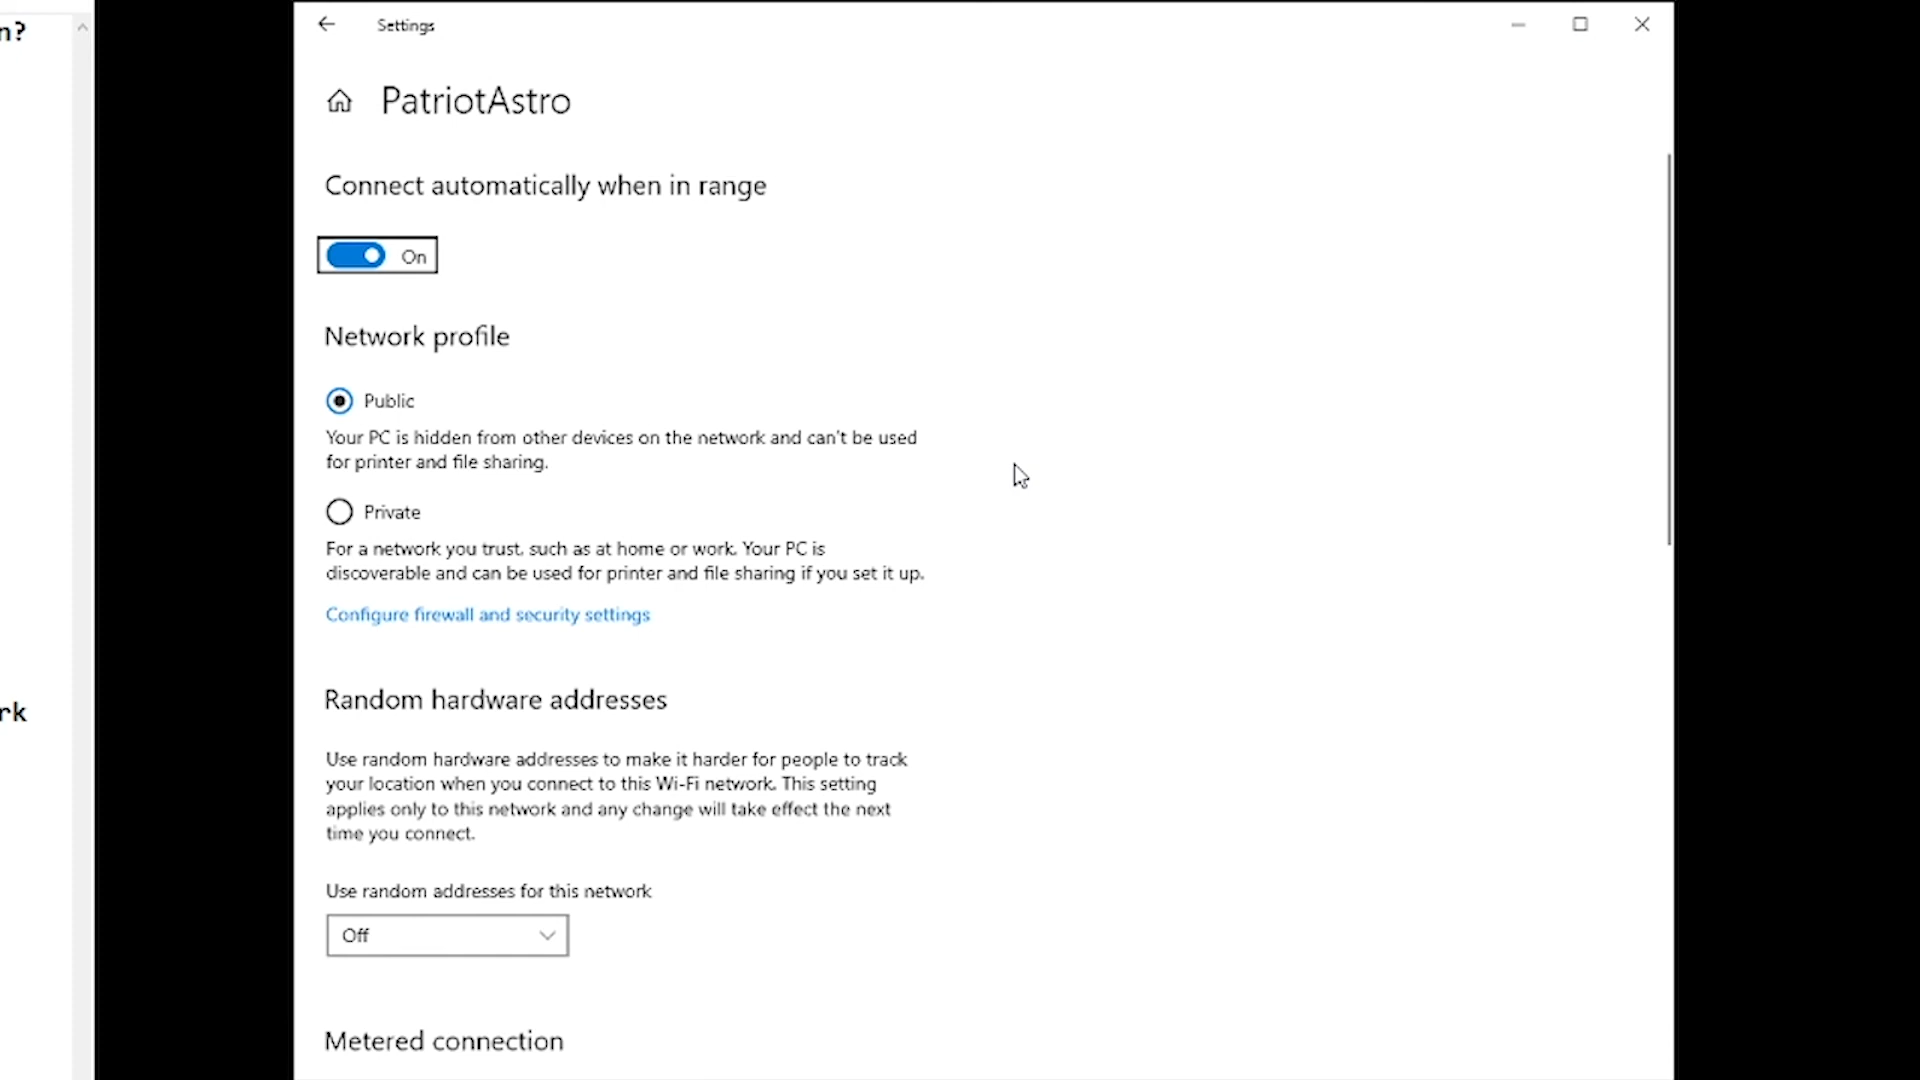 n?
Settings
PatriotAstro
Connect automatically when in range
On
Network profile
Public
Your PC is hidden from other devices on the network and can't be used
for printer and file sharing.
Private
For a network you trust, such as at home or work. Your PC is
discoverable and can be used for printer and file sharing if you set it up.
Configure firewall and security settings
Random hardware addresses
rk
Use random hardware addresses to make it harder for people to track
your location when you connect to this Wi-Fi network. This setting
applies only to this network and any change will take effect the next
time you connect.
Use random addresses for this network
Off
Metered connection